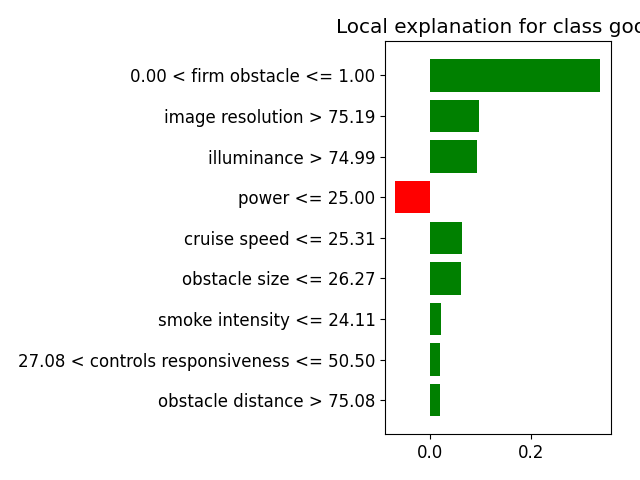 Local explanation for class goo
0.00 < firm obstacle <= 1.00
image resolution > 75.19
illuminance > 74.99
power <= 25.00
cruise speed <= 25.31
obstacle size <= 26.27
smoke intensity <= 24.11
27.08 < controls responsiveness <= 50.50
obstacle distance > 75.08
0.0 0.2